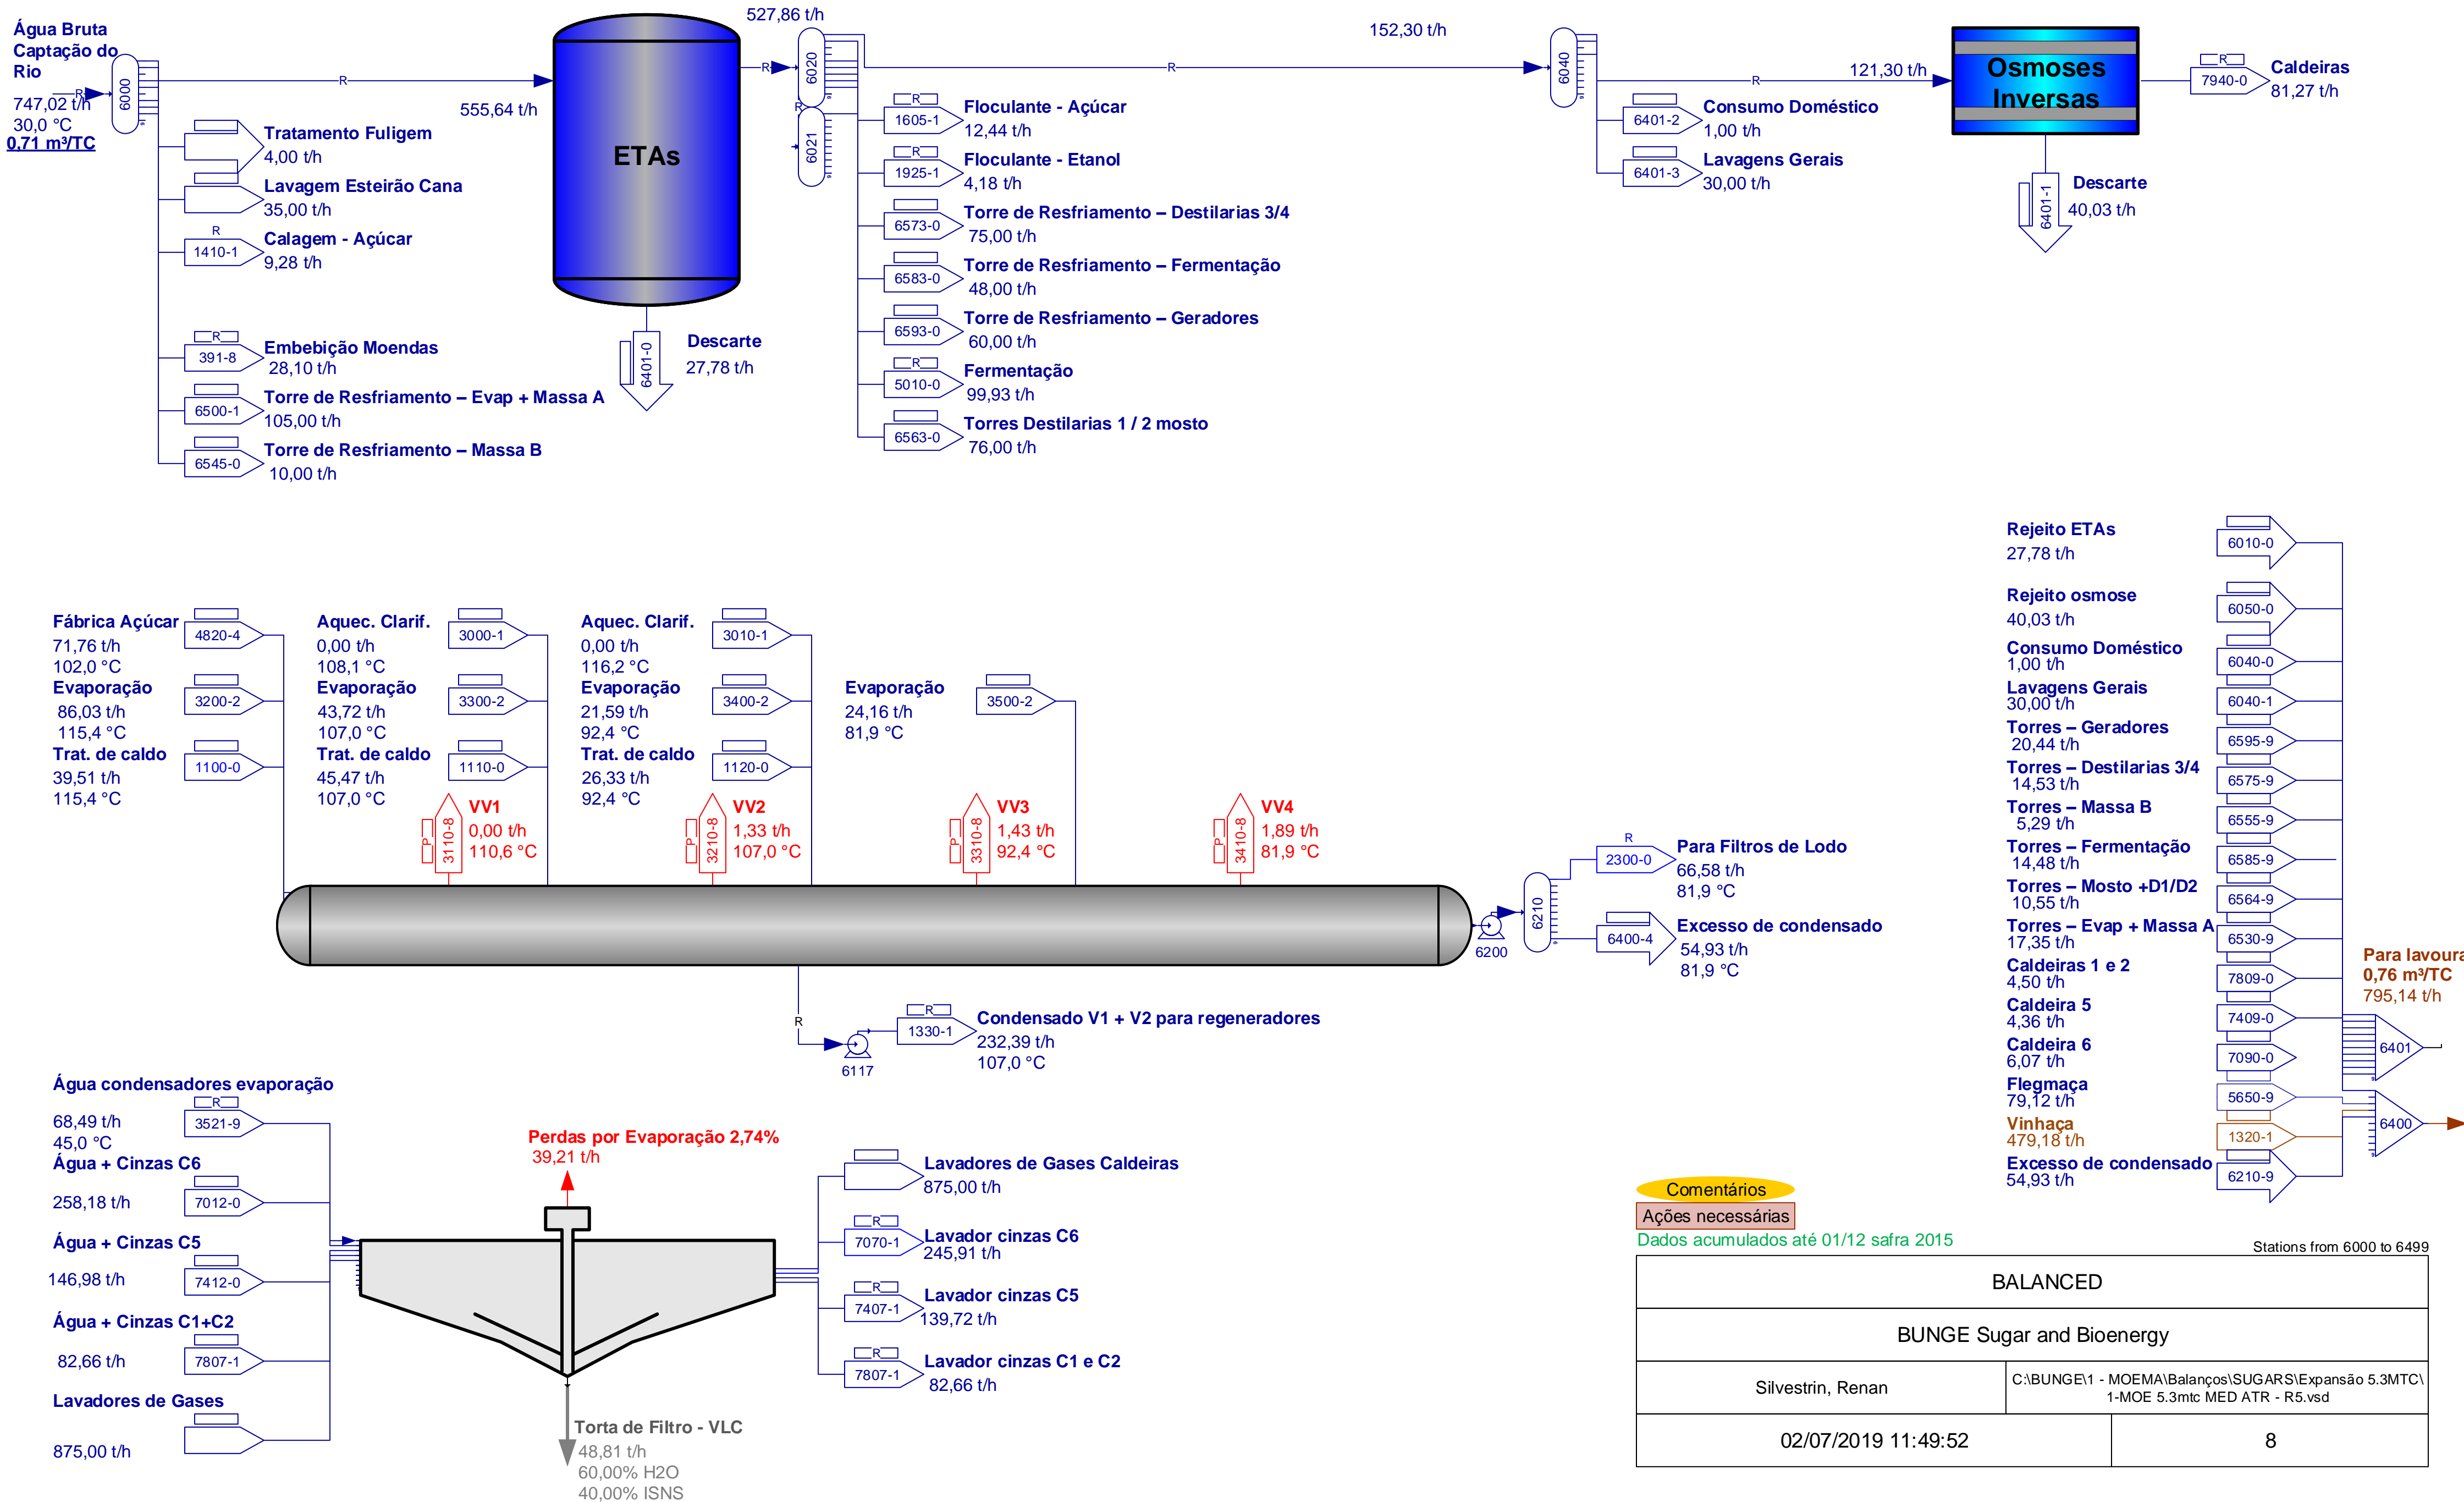 Água Bruta
Captação do
Rio
R
747,02 t/h
30,0 °C
0,71 m³/TC
6000
R
555,64 t/h
Tratamento Fuligem
4,00 t/h
Lavagem Esteirão Cana
35,00 t/h
R
1410-1
Calagem - Açúcar
9,28 t/h
R
391-8
Embebição Moendas
28,10 t/h
6500-1
Torre de Resfriamento – Evap + Massa A
105,00 t/h
6545-0
Torre de Resfriamento – Massa B
10,00 t/h
ETAs
6401-0
Descarte
27,78 t/h
527,86 t/h
R
6020
R
6021
152,30 t/h
R
R
1605-1
Floculante - Açúcar
12,44 t/h
R
1925-1
Floculante - Etanol
4,18 t/h
6573-0
Torre de Resfriamento – Destilarias 3/4
75,00 t/h
6583-0
Torre de Resfriamento – Fermentação
48,00 t/h
6593-0
Torre de Resfriamento – Geradores
60,00 t/h
R
5010-0
Fermentação
99,93 t/h
6563-0
Torres Destilarias 1 / 2 mosto
76,00 t/h
6040
R
121,30 t/h
6401-2
Consumo Doméstico
1,00 t/h
6401-3
Lavagens Gerais
30,00 t/h
Osmoses
Inversas
R
7940-0
Caldeiras
81,27 t/h
6401-1
Descarte
40,03 t/h
Fábrica Açúcar
71,76 t/h
102,0 °C
4820-4
Evaporação
86,03 t/h
115,4 °C
3200-2
Trat. de caldo
39,51 t/h
115,4 °C
1100-0
Aquec. Clarif.
0,00 t/h
108,1 °C
3000-1
Evaporação
43,72 t/h
107,0 °C
3300-2
Trat. de caldo
45,47 t/h
107,0 °C
1110-0
Aquec. Clarif.
0,00 t/h
116,2 °C
3010-1
Evaporação
21,59 t/h
92,4 °C
3400-2
Trat. de caldo
26,33 t/h
92,4 °C
1120-0
Evaporação
24,16 t/h
81,9 °C
3500-2
P
3110-8
VV1
0,00 t/h
110,6 °C
P
3210-8
VV2
1,33 t/h
107,0 °C
P
3310-8
VV3
1,43 t/h
92,4 °C
P
3410-8
VV4
1,89 t/h
81,9 °C
6200
6210
R
2300-0
Para Filtros de Lodo
66,58 t/h
81,9 °C
6400-4
Excesso de condensado
54,93 t/h
81,9 °C
R
6117
R
1330-1
Condensado V1 + V2 para regeneradores
232,39 t/h
107,0 °C
Rejeito ETAs
27,78 t/h
6010-0
Rejeito osmose
40,03 t/h
6050-0
Consumo Doméstico
1,00 t/h
6040-0
Lavagens Gerais
30,00 t/h
6040-1
Torres – Geradores
20,44 t/h
6595-9
Torres – Destilarias 3/4
14,53 t/h
6575-9
Torres – Massa B
5,29 t/h
6555-9
Torres – Fermentação
14,48 t/h
6585-9
Torres – Mosto +D1/D2
10,55 t/h
6564-9
Torres – Evap + Massa A
17,35 t/h
6530-9
Caldeiras 1 e 2
4,50 t/h
7809-0
Caldeira 5
4,36 t/h
7409-0
Caldeira 6
6,07 t/h
7090-0
Flegmaça
79,12 t/h
5650-9
Vinhaça
479,18 t/h
1320-1
Excesso de condensado
54,93 t/h
6210-9
Para lavoura
0,76 m³/TC
795,14 t/h
6401
6400
Água condensadores evaporação
68,49 t/h
45,0 °C
R
3521-9
Água + Cinzas C6
258,18 t/h
7012-0
Água + Cinzas C5
146,98 t/h
7412-0
Água + Cinzas C1+C2
82,66 t/h
7807-1
Lavadores de Gases
875,00 t/h
Perdas por Evaporação 2,74%
39,21 t/h
Torta de Filtro - VLC
48,81 t/h
60,00% H2O
40,00% ISNS
Lavadores de Gases Caldeiras
875,00 t/h
R
7070-1
Lavador cinzas C6
245,91 t/h
R
7407-1
Lavador cinzas C5
139,72 t/h
R
7807-1
Lavador cinzas C1 e C2
82,66 t/h
Comentários
Ações necessárias
Dados acumulados até 01/12 safra 2015
Stations from 6000 to 6499
BALANCED
BUNGE Sugar and Bioenergy
Silvestrin, Renan
C:\BUNGE\1 - MOEMA\Balanços\SUGARS\Expansão 5.3MTC\
1-MOE 5.3mtc MED ATR - R5.vsd
02/07/2019 11:49:52
8